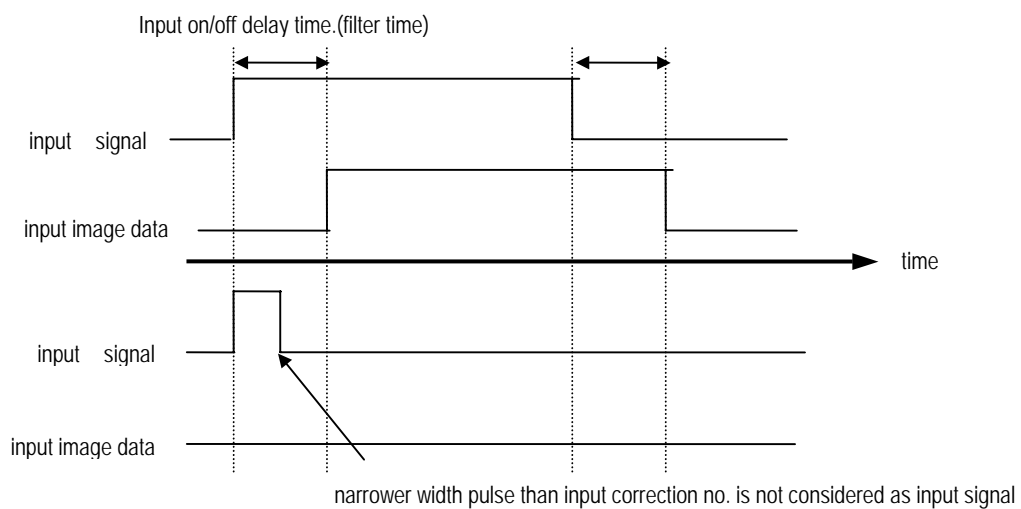 Input on/off delay time.(filter time)
input signal
input image data
time
input signal
input image data
narrower width pulse than input correction no. is not considered as input signal